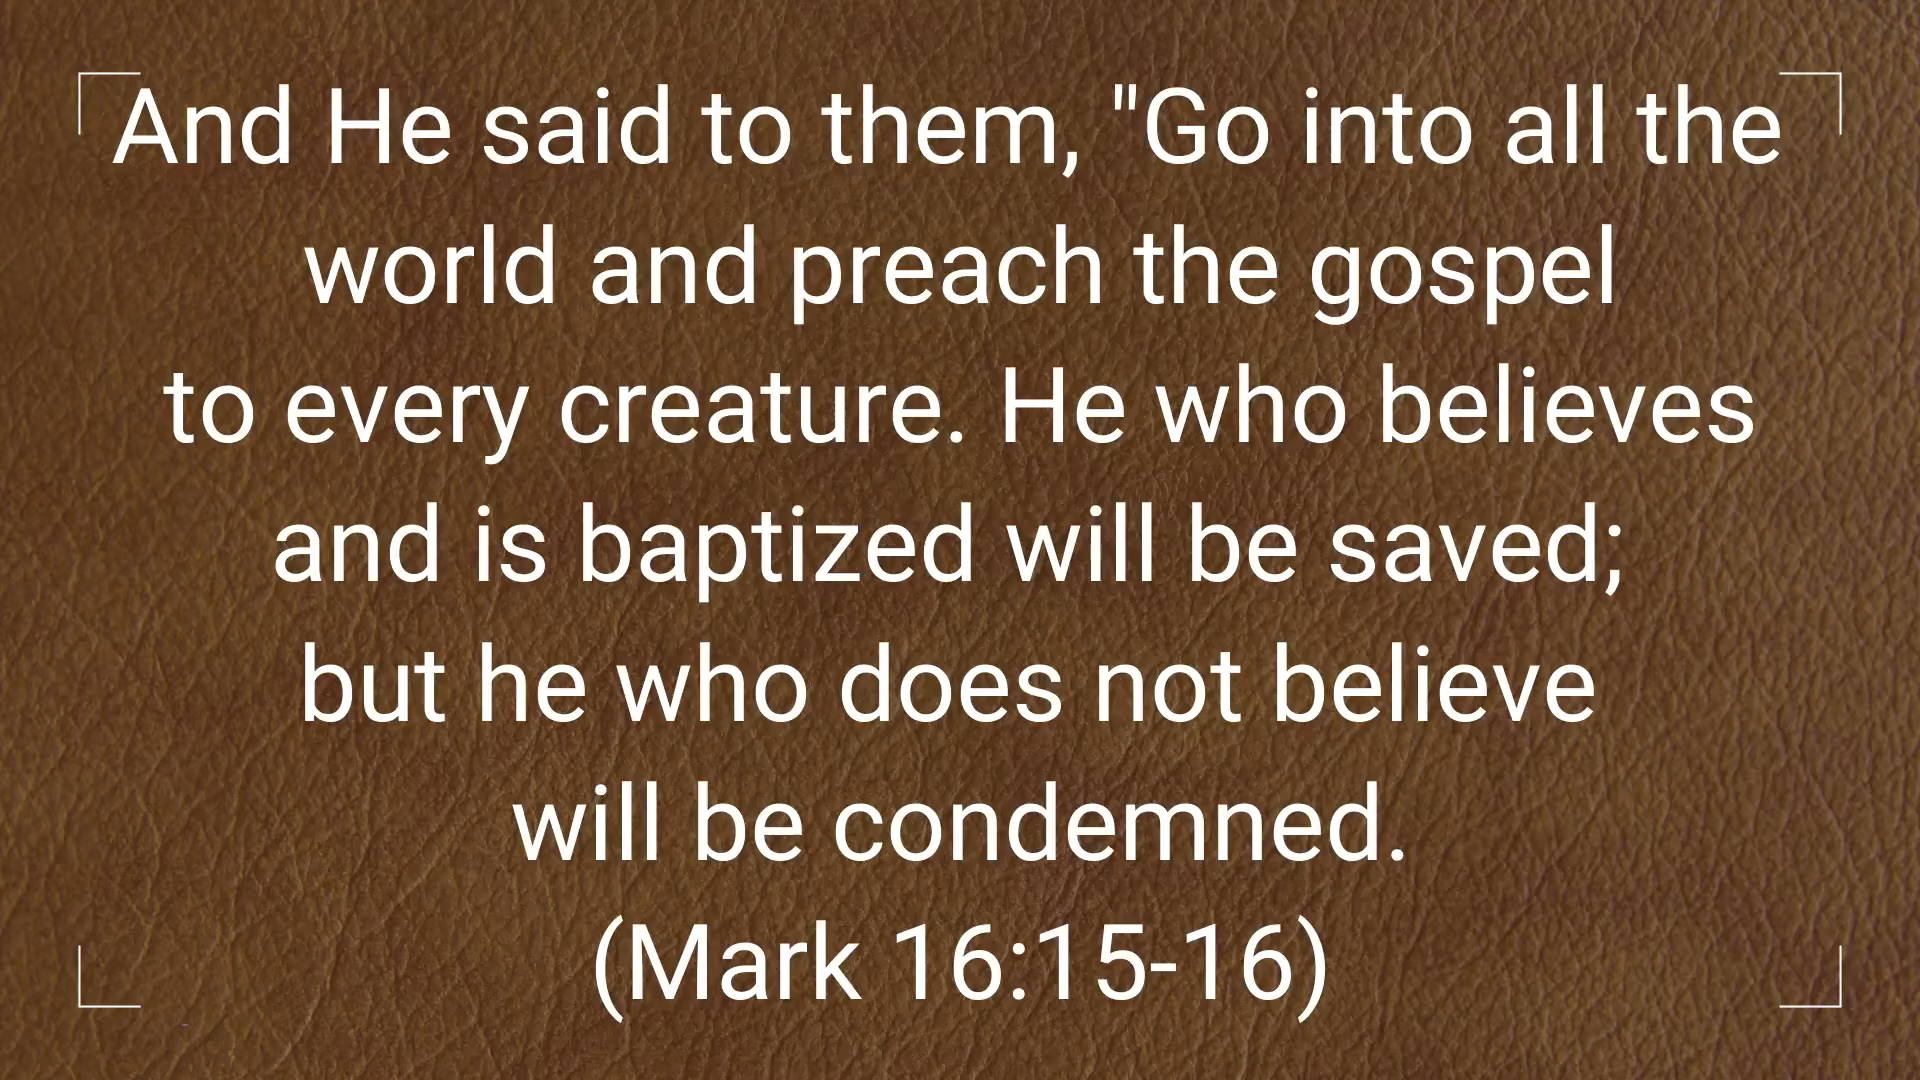 And He said to them, "Go into all the
world and preach the gospel
to every creature. He who believes
and is baptized will be saved;
but he who does not believe
will be condemned.
(Mark 16:15-16)